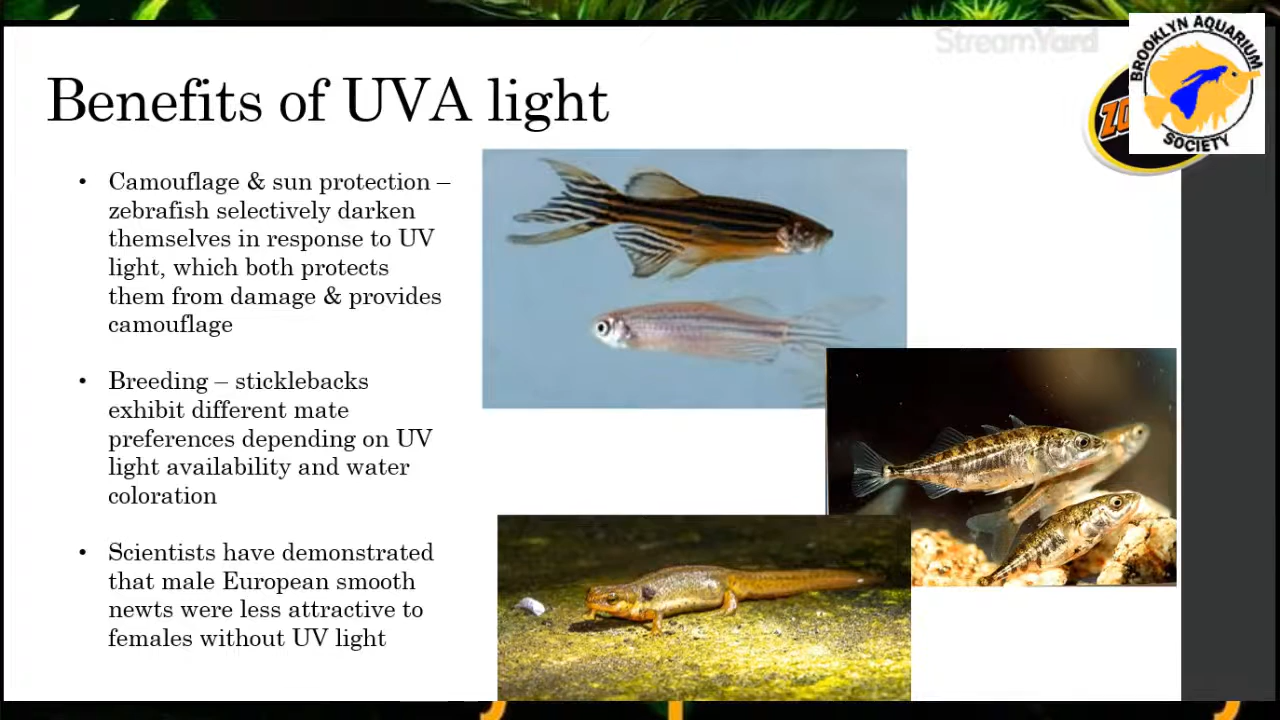 StreamYard
BROOKLYN AQUARIUM
SOCIETY
ZO
Benefits of UVA light
• Camouflage & sun protection –
zebrafish selectively darken
themselves in response to UV
light, which both protects
them from damage & provides
camouflage
• Breeding – sticklebacks
exhibit different mate
preferences depending on UV
light availability and water
coloration
• Scientists have demonstrated
that male European smooth
newts were less attractive to
females without UV light